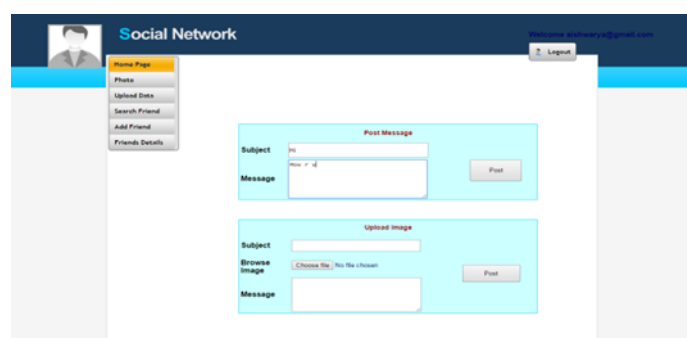 Social Network
Welcome aishwarya@gmail.com
Logout
Home Page
Photo
Upload Data
Search Friend
Add Friend
Friends Details
Post Message
Subject
Hi
Message
How r u
Post
Upload Image
Subject
Browse
Image
Choose file No file chosen
Message
Post